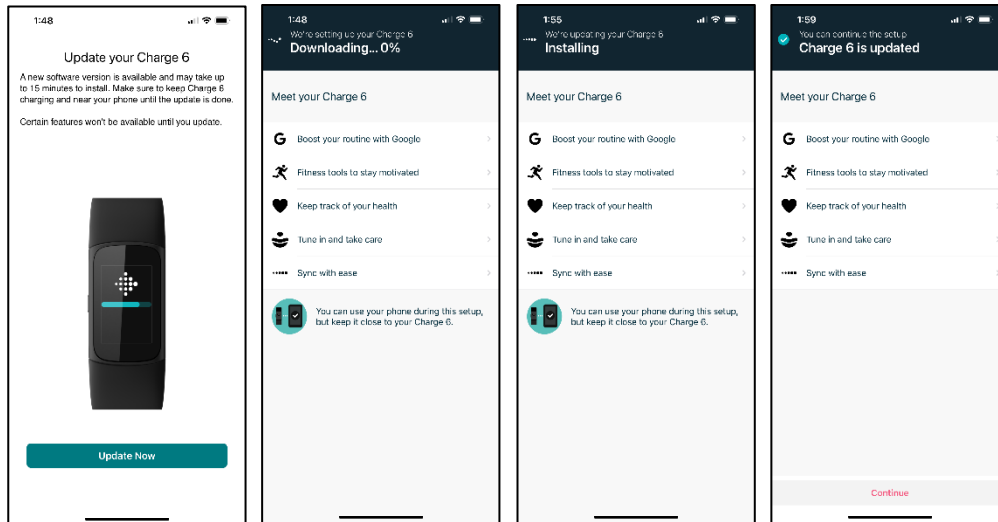 1:48
Update your Charge 6
A new software version is available and may take up
to 15 minutes to install. Make sure to keep Charge 6
charging and near your phone until the update is done.
Certain features won't be available until you update.
Update Now
1:48
We're setting up your Charge 6
Downloading... 0%
Meet your Charge 6
Boost your routine with Google
Fitness tools to stay motivated
Keep track of your health
Tune in and take care
Sync with ease
You can use your phone during this setup,
but keep it close to your Charge 6.
1:55
We're updating your Charge 6
Installing
Meet your Charge 6
Boost your routine with Google
Fitness tools to stay motivated
Keep track of your health
Tune in and take care
Sync with ease
You can use your phone during this setup,
but keep it close to your Charge 6.
1:59
You can continue the setup
Charge 6 is updated
Meet your Charge 6
Boost your routine with Google
Fitness tools to stay motivated
Keep track of your health
Tune in and take care
Sync with ease
Continue